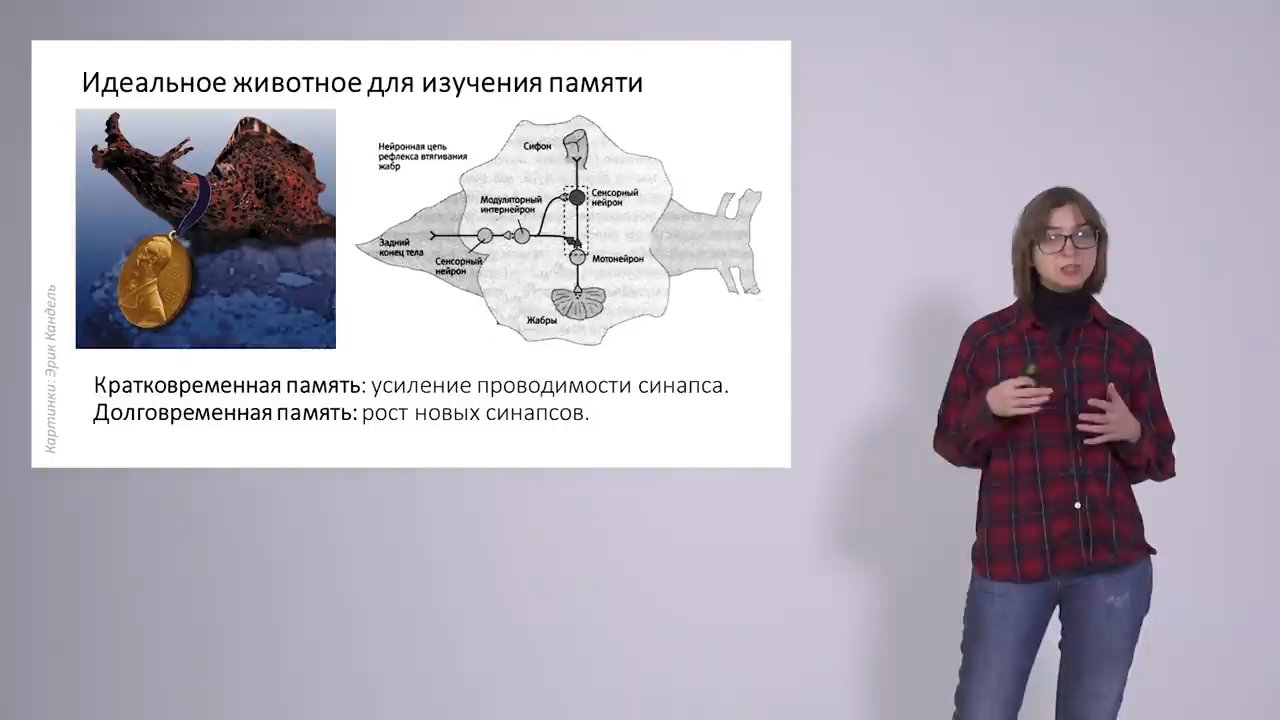 Идеальное животное для изучения памяти
Нейронная цепь
рефлекса втягивания
жабр
Сифон
Сенсорный
нейрон
Модуляторный
интернейрон
Задний
конец тела
Сенсорный
нейрон
Мотонейрон
Жабры
Картинки: Эрик Кандель
Кратковременная память: усиление проводимости синапса.
Долговременная память: рост новых синапсов.